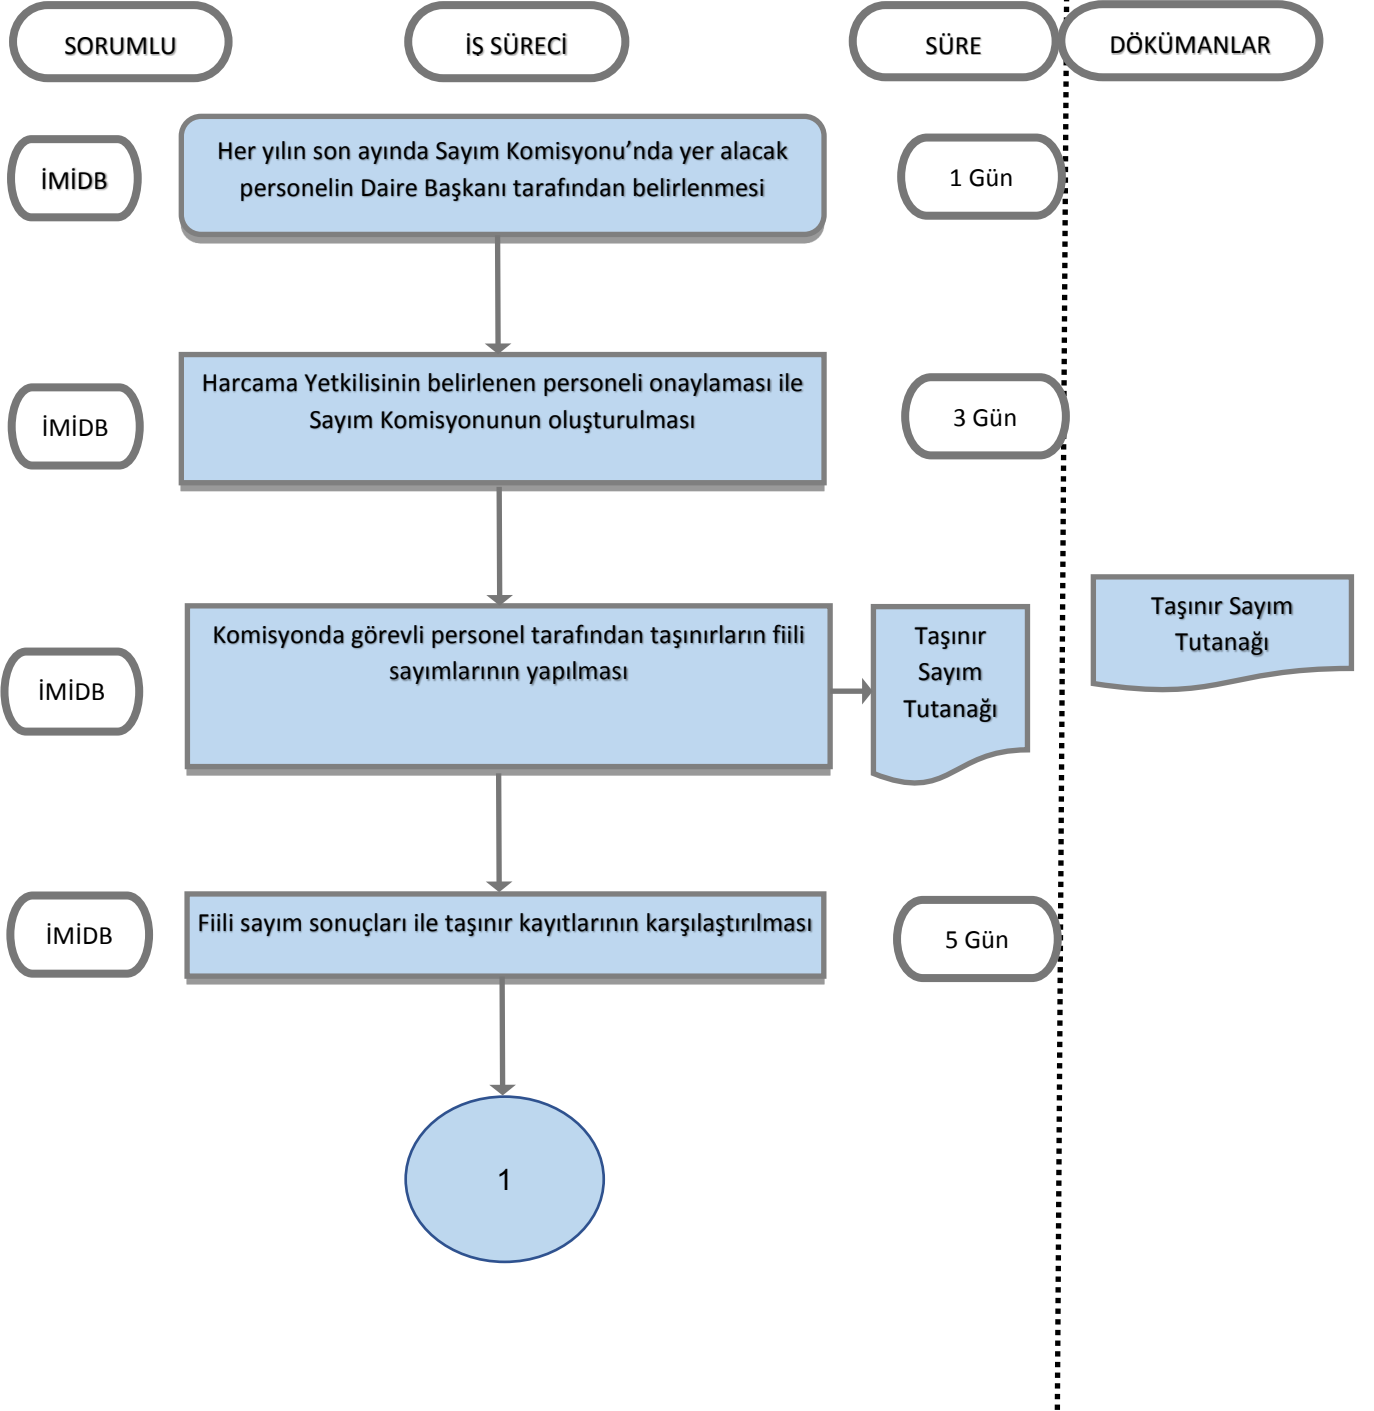 SORUMLU
İŞ SÜRECİ
SÜRE
DÖKÜMANLAR
İMİDB
Her yılın son ayında Sayım Komisyonu’nda yer alacak
personelin Daire Başkanı tarafından belirlenmesi
1 Gün
İMİDB
Harcama Yetkilisinin belirlenen personeli onaylaması ile
Sayım Komisyonunun oluşturulması
3 Gün
İMİDB
Komisyonda görevli personel tarafından taşınırların fiili
sayımlarının yapılması
Taşınır
Sayım
Tutanağı
Taşınır Sayım
Tutanağı
İMİDB
Fiili sayım sonuçları ile taşınır kayıtlarının karşılaştırılması
5 Gün
1